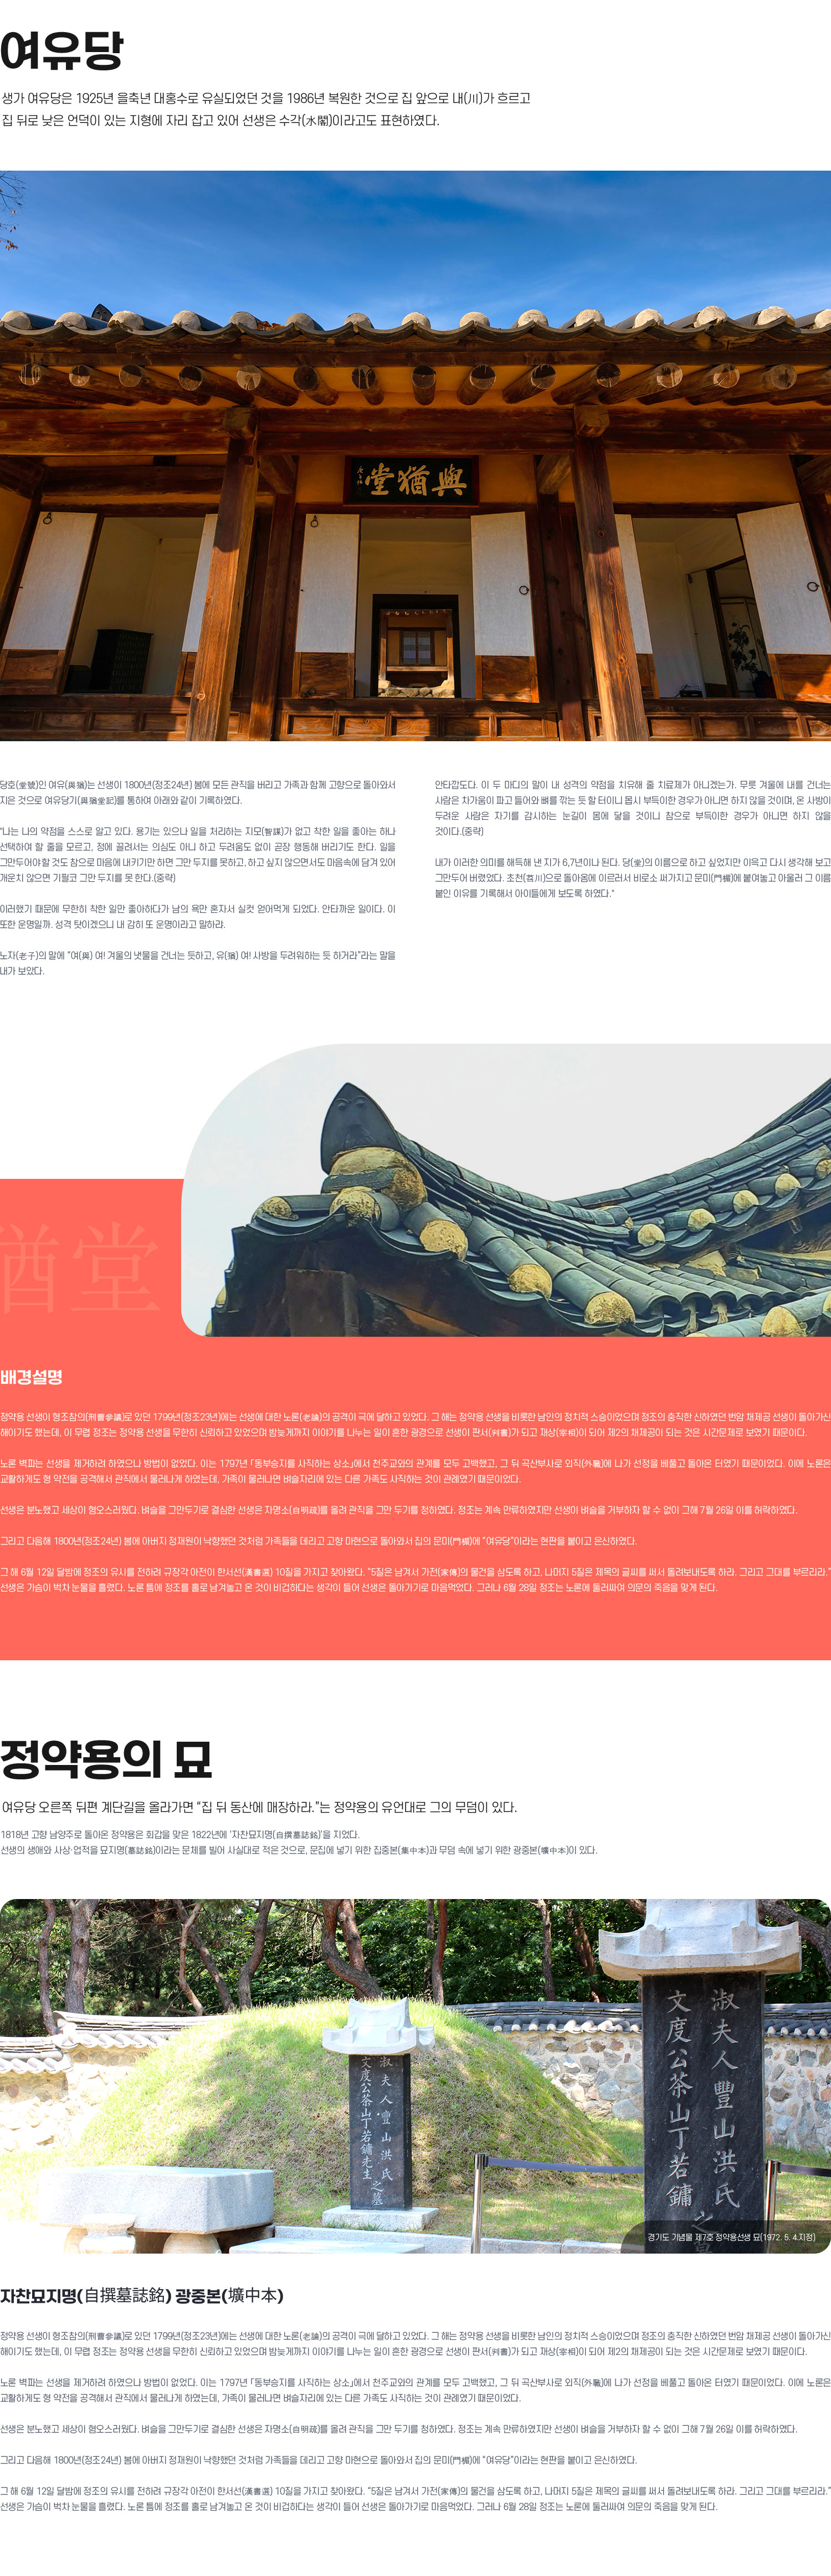 여유당
생가 여유당은 1925년 을축년 대홍수로 유실되었던 것을 1986년 복원한 것으로 집 앞으로 내(川)가 흐르고
집 뒤로 낮은 언덕이 있는 지형에 자리 잡고 있어 선생은 수각(水閣)이라고도 표현하였다.
堂猶與
당호(堂號)인 여유(與猶)는 선생이 1800년(정조24년) 봄에 모든 관직을 버리고 가족과 함께 고향으로 돌아와서
지은 것으로 여유당기(與猶堂記)를 통하여 아래와 같이 기록하였다.
"나는 나의 약점을 스스로 알고 있다. 용기는 있으나 일을 처리하는 지모(智謀)가 없고 착한 일을 좋아는 하나
선택하여 할 줄을 모르고, 정에 끌려서는 의심도 아니 하고 두려움도 없이 곧장 행동해 버리기도 한다. 일을
그만두어야 할 것도 참으로 마음에 내키기만 하면 그만 두지를 못하고, 하고 싶지 않으면서도 마음속에 담겨 있어
개운치 않으면 기필코 그만 두지를 못 한다.(중략)
이러했기 때문에 무한히 착한 일만 좋아하다가 남의 욕만 혼자서 실컷 얻어먹게 되었다. 안타까운 일이다. 이
또한 운명일까. 성격 탓이겠으니 내 감히 또 운명이라고 말하랴.
노자(老子)의 말에 “여(與) 여! 겨울의 냇물을 건너는 듯하고, 유(猶) 여! 사방을 두려워하는 듯 하거라”라는 말을
내가 보았다.
안타깝도다. 이 두 마디의 말이 내 성격의 약점을 치유해 줄 치료제가 아니겠는가. 무릇 겨울에 내를 건너는
사람은 차가움이 파고 들어와 뼈를 깎는 듯 할 터이니 몹시 부득이한 경우가 아니면 하지 않을 것이며, 온 사방이
두려운 사람은 자기를 감시하는 눈길이 몸에 닿을 것이니 참으로 부득이한 경우가 아니면 하지 않을
것이다.(중략)
내가 이러한 의미를 해득해 낸 지가 6,7년이나 된다. 당(堂)의 이름으로 하고 싶었지만 이윽고 다시 생각해 보고
그만두어 버렸었다. 초천(苕川)으로 돌아옴에 이르러서 비로소 써가지고 문미(門楣)에 붙여놓고 아울러 그 이름
붙인 이유를 기록해서 아이들에게 보도록 하였다."
猶堂
배경설명
정약용 선생이 형조참의(刑曹參議)로 있던 1799년(정조23년)에는 선생에 대한 노론(老論)의 공격이 극에 달하고 있었다. 그 해는 정약용 선생을 비롯한 남인의 정치적 스승이었으며 정조의 충직한 신하였던 번암 채제공 선생이 돌아가신
해이기도 했는데, 이 무렵 정조는 정약용 선생을 무한히 신뢰하고 있었으며 밤늦게까지 이야기를 나누는 일이 흔한 광경으로 선생이 판서(判書)가 되고 재상(宰相)이 되어 제2의 채제공이 되는 것은 시간문제로 보였기 때문이다.
노론 벽파는 선생을 제거하려 하였으나 방법이 없었다. 이는 1797년 「동부승지를 사직하는 상소」에서 천주교와의 관계를 모두 고백했고, 그 뒤 곡산부사로 외직(外職)에 나가 선정을 베풀고 돌아온 터였기 때문이었다. 이에 노론은
교활하게도 형 약전을 공격해서 관직에서 물러나게 하였는데, 가족이 물러나면 벼슬자리에 있는 다른 가족도 사직하는 것이 관례였기 때문이었다.
선생은 분노했고 세상이 혐오스러웠다. 벼슬을 그만두기로 결심한 선생은 자명소(自明疏)를 올려 관직을 그만 두기를 청하였다. 정조는 계속 만류하였지만 선생이 벼슬을 거부하자 할 수 없이 그해 7월 26일 이를 허락하였다.
그리고 다음해 1800년(정조24년) 봄에 아버지 정재원이 낙향했던 것처럼 가족들을 데리고 고향 마현으로 돌아와서 집의 문미(門楣)에 “여유당”이라는 현판을 붙이고 은신하였다.
그 해 6월 12일 달밤에 정조의 유시를 전하려 규장각 아전이 한서선(漢書選) 10질을 가지고 찾아왔다. “5질은 남겨서 가전(家傳)의 물건을 삼도록 하고, 나머지 5질은 제목의 글씨를 써서 돌려보내도록 하라. 그리고 그대를 부르리라.”
선생은 가슴이 벅차 눈물을 흘렸다. 노론 틈에 정조를 홀로 남겨놓고 온 것이 비겁하다는 생각이 들어 선생은 돌아가기로 마음먹었다. 그러나 6월 28일 정조는 노론에 둘러싸여 의문의 죽음을 맞게 된다.
정약용의 묘
여유당 오른쪽 뒤편 계단길을 올라가면 “집 뒤 동산에 매장하라.”는 정약용의 유언대로 그의 무덤이 있다.
1818년 고향 남양주로 돌아온 정약용은 회갑을 맞은 1822년에 ‘자찬묘지명(自撰墓誌銘)’을 지었다.
선생의 생애와 사상·업적을 묘지명(墓誌銘)이라는 문체를 빌어 사실대로 적은 것으로, 문집에 넣기 위한 집중본(集中本)과 무덤 속에 넣기 위한 광중본(壙中本)이 있다.
文度公茶山丁若鏞先生
淑夫人豊山洪氏之墓
淑夫人豊山洪氏之
文度公茶山丁若鏞
경기도 기념물 제7호 정약용선생 묘(1972. 5. 4.지정)
자찬묘지명(自撰墓誌銘) 광중본(壙中本)
정약용 선생이 형조참의(刑曹參議)로 있던 1799년(정조23년)에는 선생에 대한 노론(老論)의 공격이 극에 달하고 있었다. 그 해는 정약용 선생을 비롯한 남인의 정치적 스승이었으며 정조의 충직한 신하였던 번암 채제공 선생이 돌아가신
해이기도 했는데, 이 무렵 정조는 정약용 선생을 무한히 신뢰하고 있었으며 밤늦게까지 이야기를 나누는 일이 흔한 광경으로 선생이 판서(判書)가 되고 재상(宰相)이 되어 제2의 채제공이 되는 것은 시간문제로 보였기 때문이다.
노론 벽파는 선생을 제거하려 하였으나 방법이 없었다. 이는 1797년 「동부승지를 사직하는 상소」에서 천주교와의 관계를 모두 고백했고, 그 뒤 곡산부사로 외직(外職)에 나가 선정을 베풀고 돌아온 터였기 때문이었다. 이에 노론은
교활하게도 형 약전을 공격해서 관직에서 물러나게 하였는데, 가족이 물러나면 벼슬자리에 있는 다른 가족도 사직하는 것이 관례였기 때문이었다.
선생은 분노했고 세상이 혐오스러웠다. 벼슬을 그만두기로 결심한 선생은 자명소(自明疏)를 올려 관직을 그만 두기를 청하였다. 정조는 계속 만류하였지만 선생이 벼슬을 거부하자 할 수 없이 그해 7월 26일 이를 허락하였다.
그리고 다음해 1800년(정조24년) 봄에 아버지 정재원이 낙향했던 것처럼 가족들을 데리고 고향 마현으로 돌아와서 집의 문미(門楣)에 “여유당”이라는 현판을 붙이고 은신하였다.
그 해 6월 12일 달밤에 정조의 유시를 전하려 규장각 아전이 한서선(漢書選) 10질을 가지고 찾아왔다. “5질은 남겨서 가전(家傳)의 물건을 삼도록 하고, 나머지 5질은 제목의 글씨를 써서 돌려보내도록 하라. 그리고 그대를 부르리라.”
선생은 가슴이 벅차 눈물을 흘렸다. 노론 틈에 정조를 홀로 남겨놓고 온 것이 비겁하다는 생각이 들어 선생은 돌아가기로 마음먹었다. 그러나 6월 28일 정조는 노론에 둘러싸여 의문의 죽음을 맞게 된다.